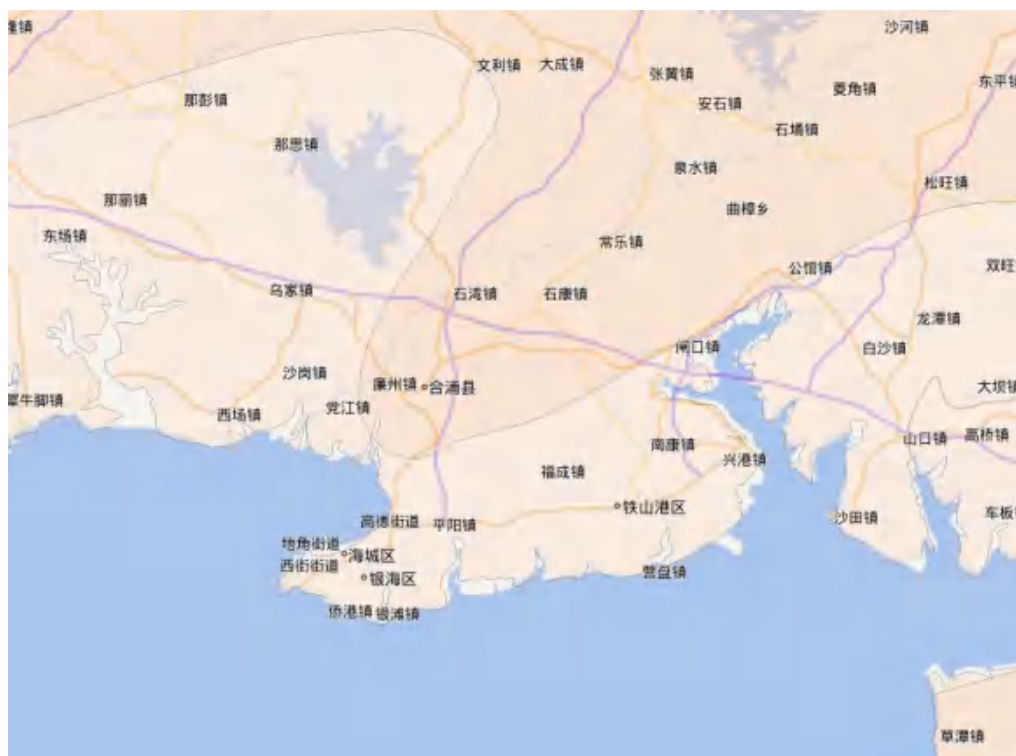 沙河镇
文利镇
大成镇
张黄镇
东平镇
菱角镇
那彭镇
安石镇
石埇镇
那思镇
泉水镇
松旺镇
那丽镇
曲樟乡
东场镇
常乐镇
公馆镇
双旺
乌家镇
石湾镇
石康镇
龙潭镇
闸口镇
白沙镇
沙岗镇
廉州镇
合浦县
大坝镇
犀牛脚镇
党江镇
西场镇
山口镇
高桥镇
南康镇
兴港镇
福成镇
铁山港区
高德街道
平阳镇
沙田镇
车板镇
地角街道
海城区
西街街道
银海区
营盘镇
侨港镇
银滩镇
草潭镇